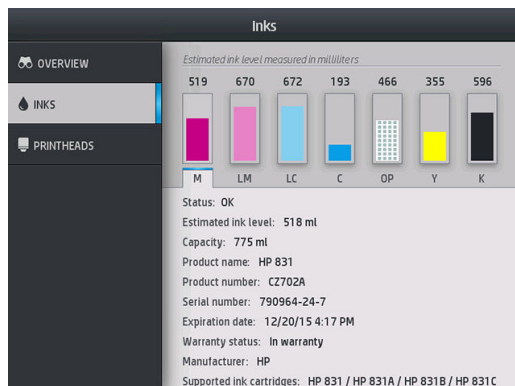 Inks
OVERVIEW
INKS
PRINTHEADS
Estimated ink level measured in milliliters
519 670 672 193 466 355 596
M LM LC C OP Y K
Status: OK
Estimated ink level: 518 ml
Capacity: 775 ml
Product name: HP 831
Product number: CZ702A
Serial number: 790964-24-7
Expiration date: 12/20/15 4:17 PM
Warranty status: In warranty
Manufacturer: HP
Supported ink cartridges: HP 831 / HP 831A / HP 831B / HP 831C